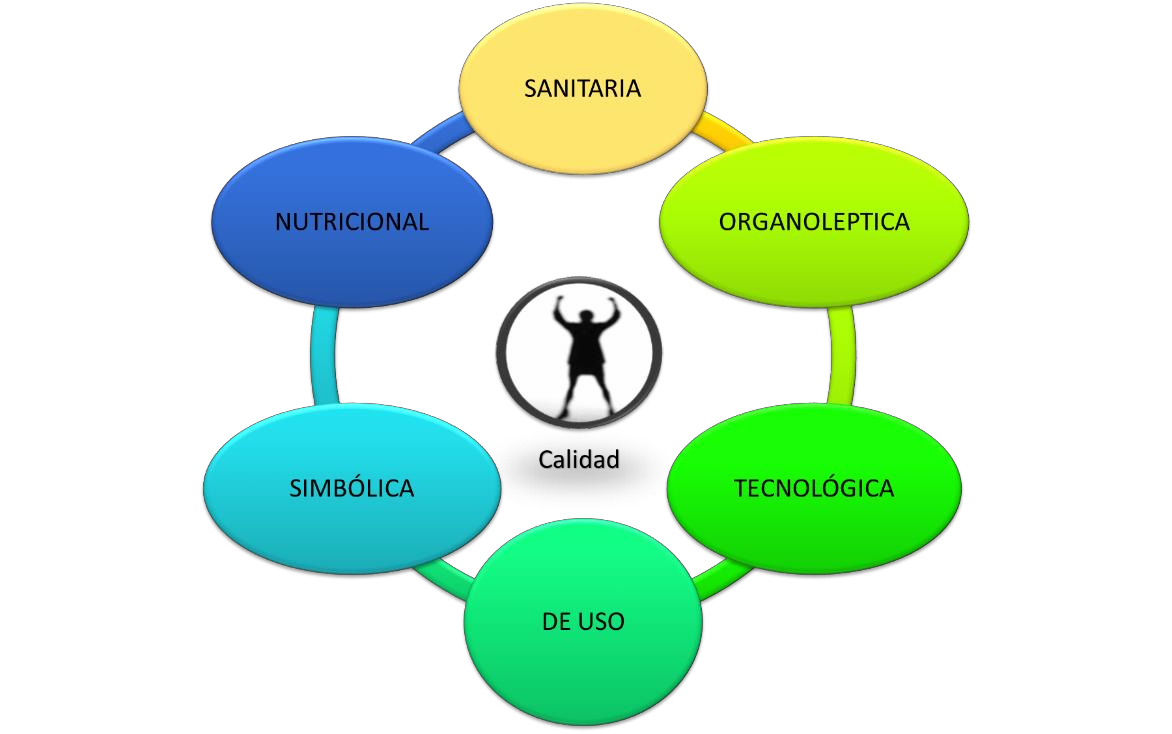 SANITARIA
NUTRICIONAL
ORGANOLEPTICA
Calidad
SIMBÓLICA
TECNOLÓGICA
DE USO